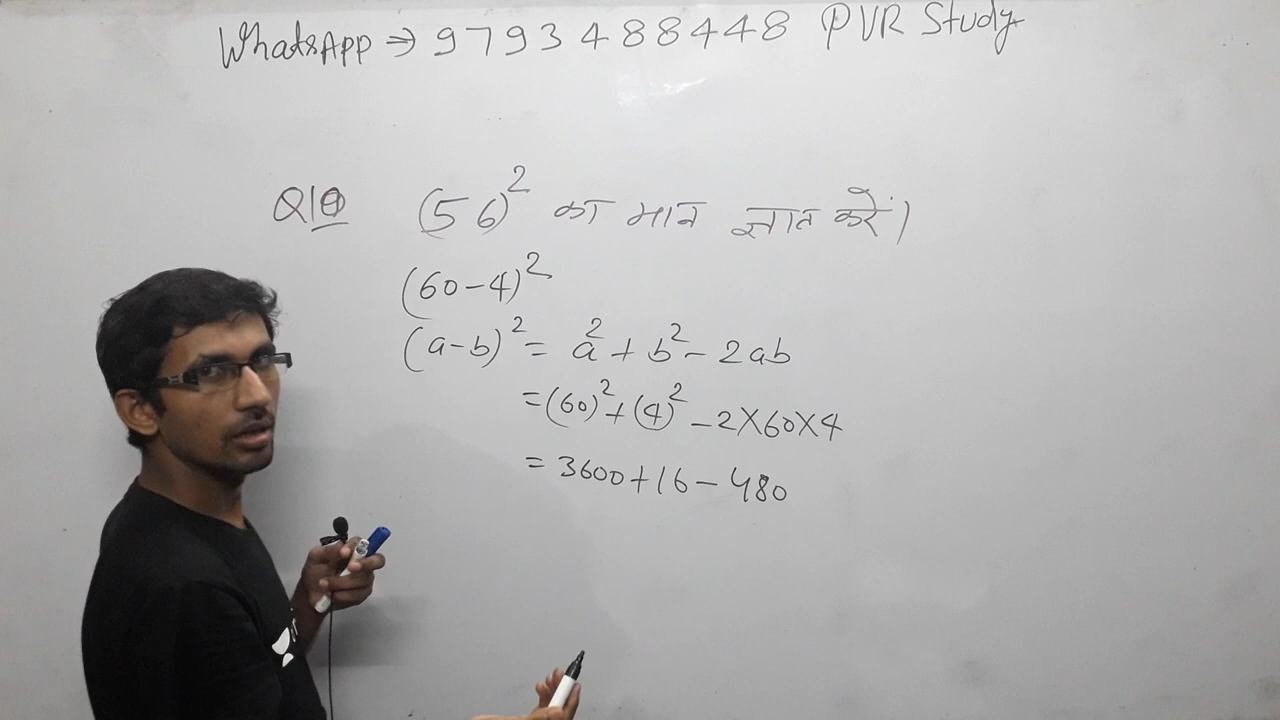 WhatsApp ⇒ 9793488448 PVR Study
Q10 (56)² का मान ज्ञात करें।
(60-4)²
(a-b)² = a² + b² - 2ab
= (60)² + (4)² - 2X60X4
= 3600 + 16 - 480